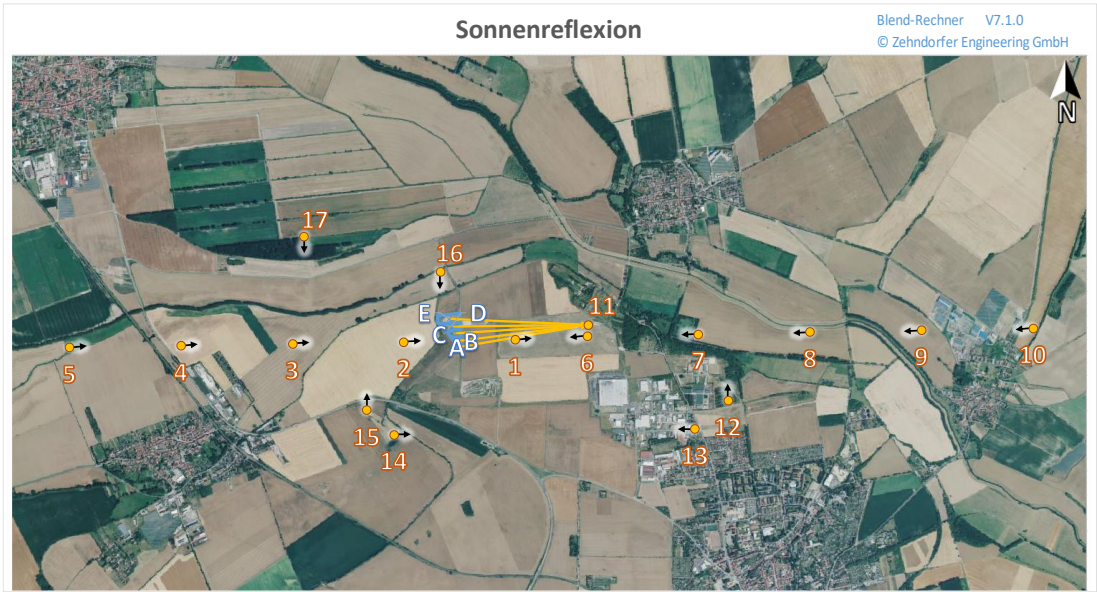 Sonnenreflexion
Blend-Rechner V7.1.0
© Zehndorfer Engineering GmbH
N
17
16
E D
11
C B
A
1 6
2
3
4
5
7
8
9
10
12
13
15
14